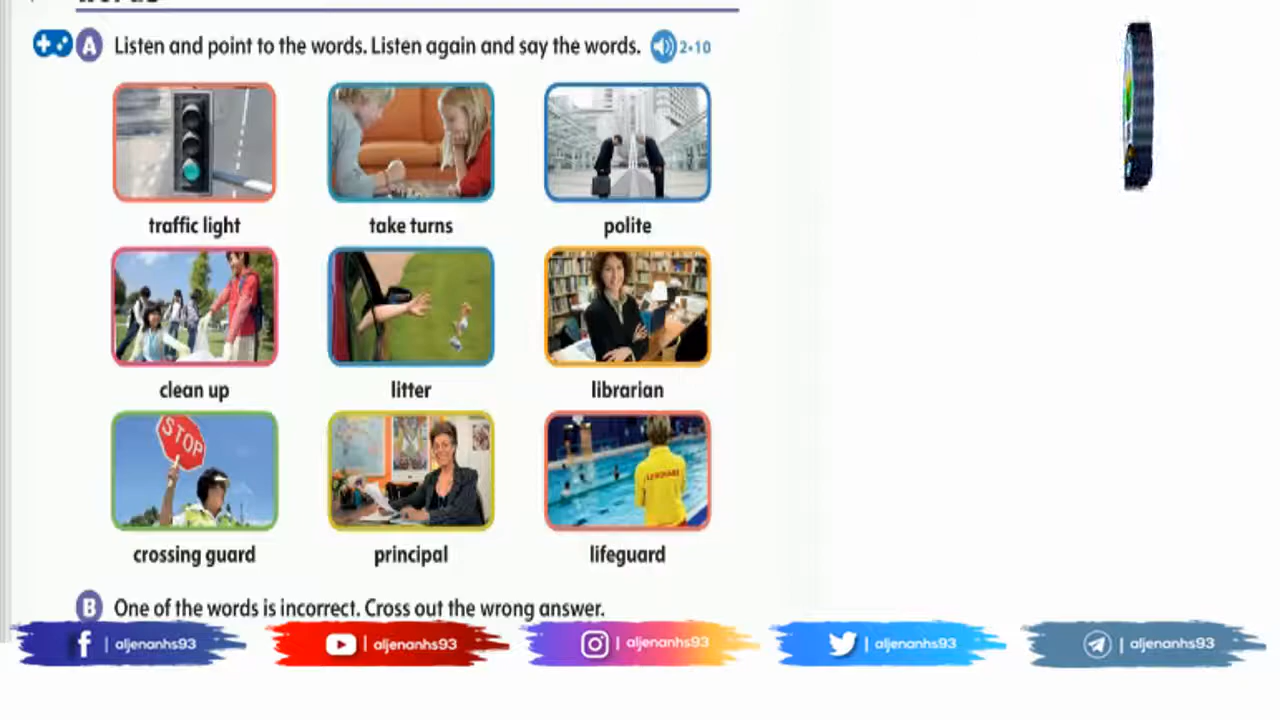 A Listen and point to the words. Listen again and say the words. 2•10
traffic light take turns polite
clean up litter librarian
STOP
LIFEGUARD
crossing guard principal lifeguard
B One of the words is incorrect. Cross out the wrong answer.
f | aljenanhs93 | aljenanhs93 | aljenanhs93 | aljenanhs93 | aljenanhs93